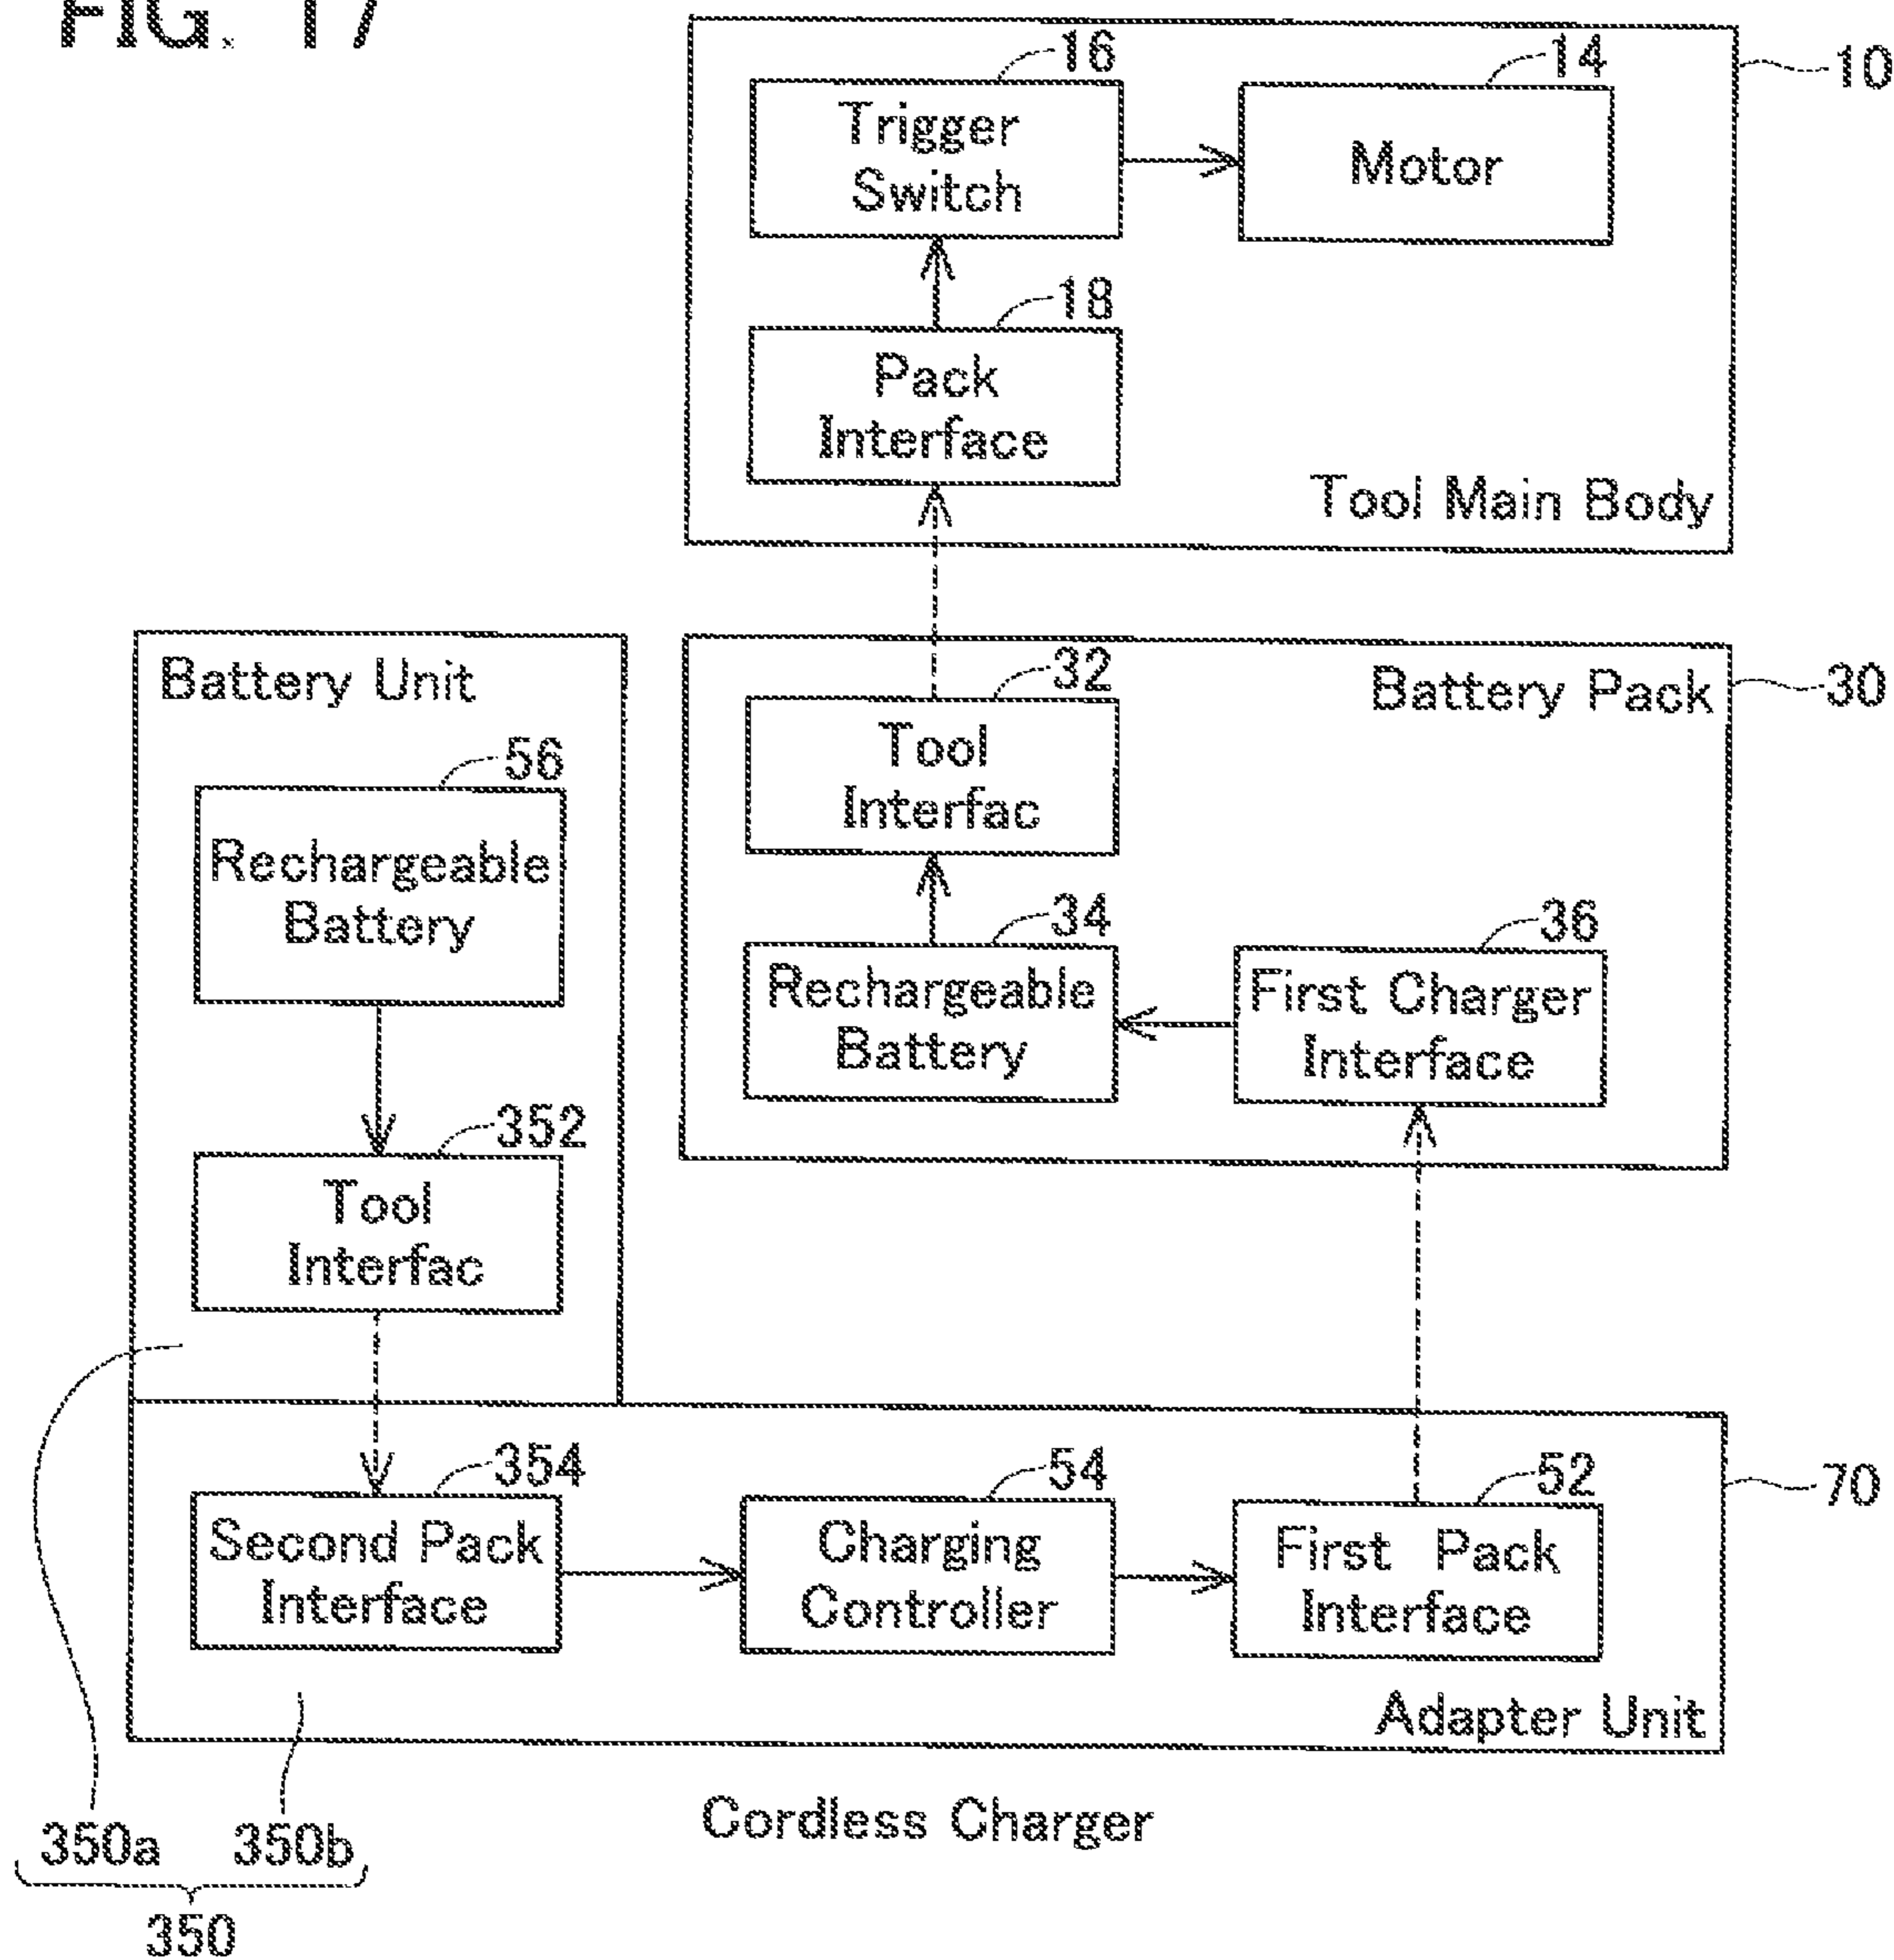 FIG. 17
16
14
10
Trigger
Switch
Motor
18
Pack
Interface
Tool Main Body
Battery Unit
32
Battery Pack
30
Tool
Interfac
56
Rechargeable
Battery
34
36
Rechargeable
Battery
First Charger
Interface
352
Tool
Interfac
354
54
52
70
Second Pack
Interface
Charging
Controller
First Pack
Interface
Adapter Unit
Cordless Charger
350a
350b
350